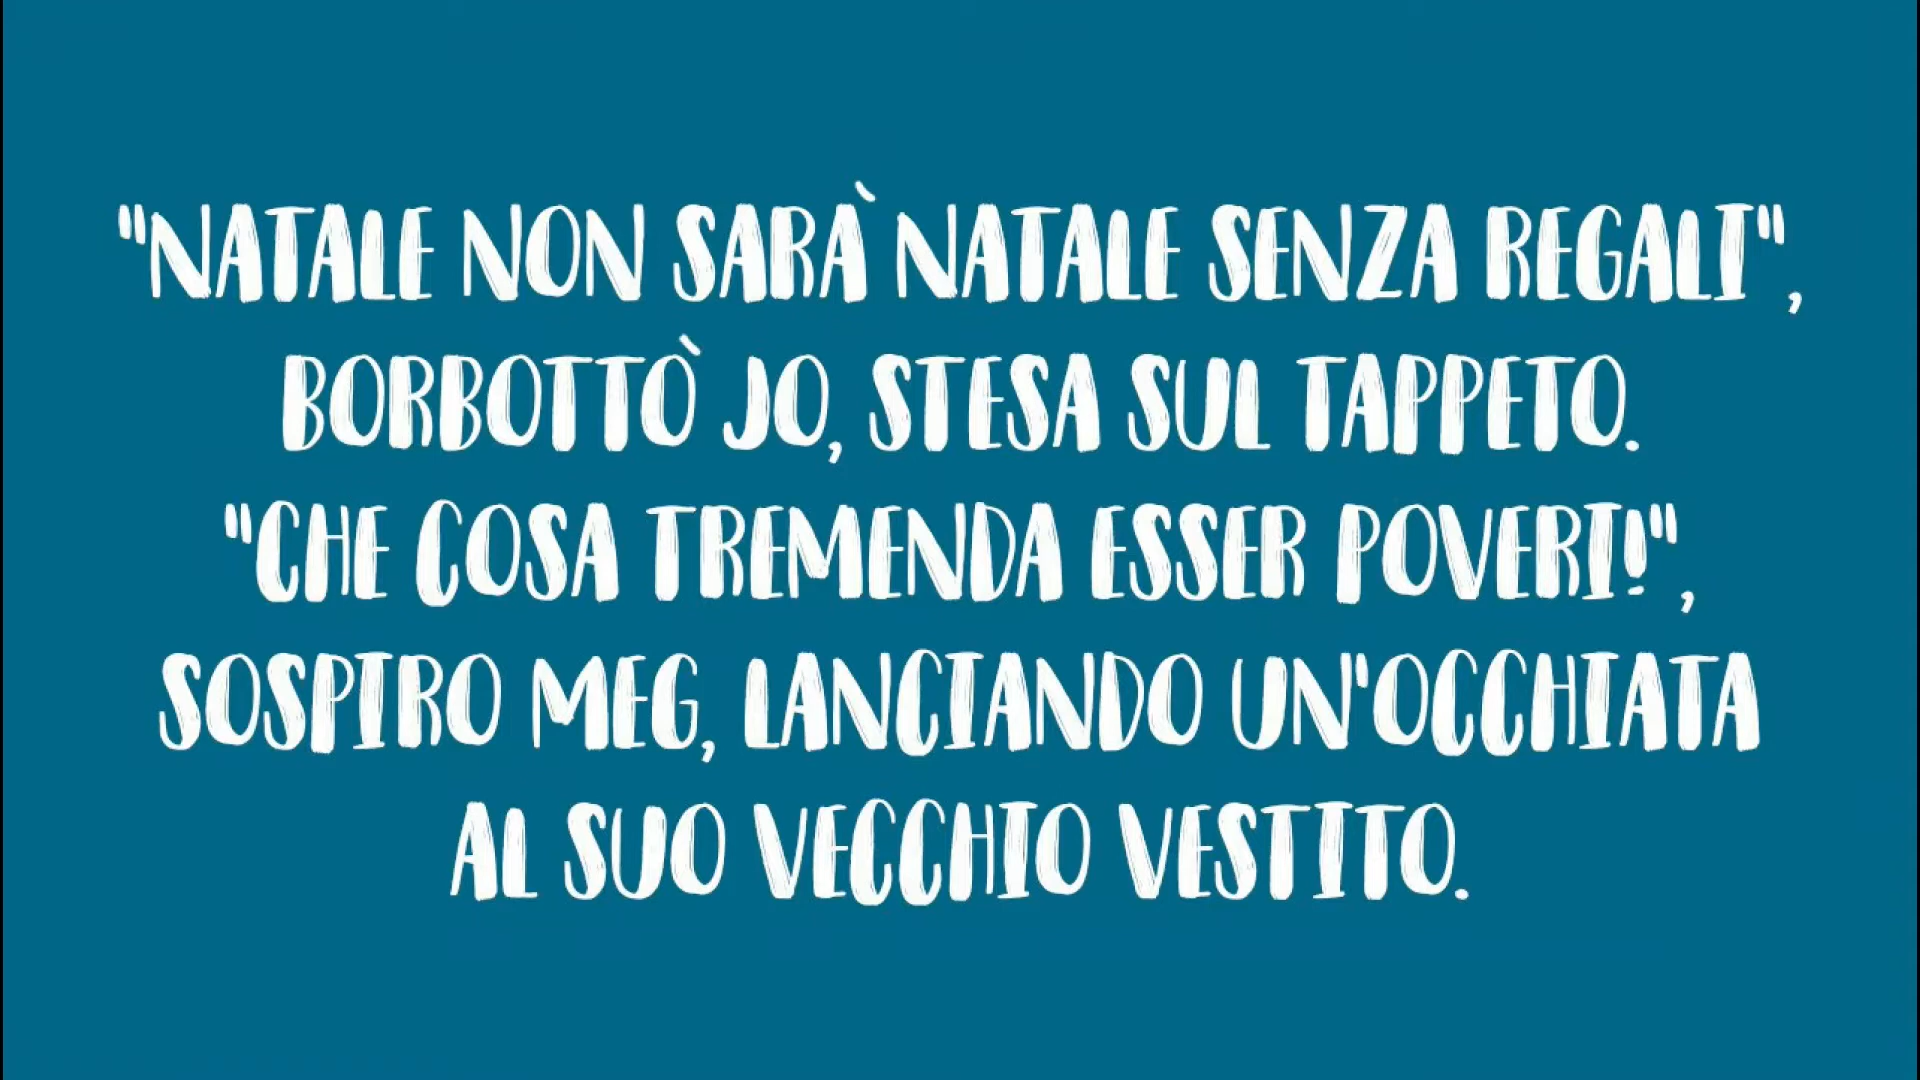 "NATALE NON SARÀ NATALE SENZA REGALI",
BORBOTTÒ JO, STESA SUL TAPPETO.
"CHE COSA TREMENDA ESSER POVERI!",
SOSPIRO MEG, LANCIANDO UN'OCCHIATA
AL SUO VECCHIO VESTITO.